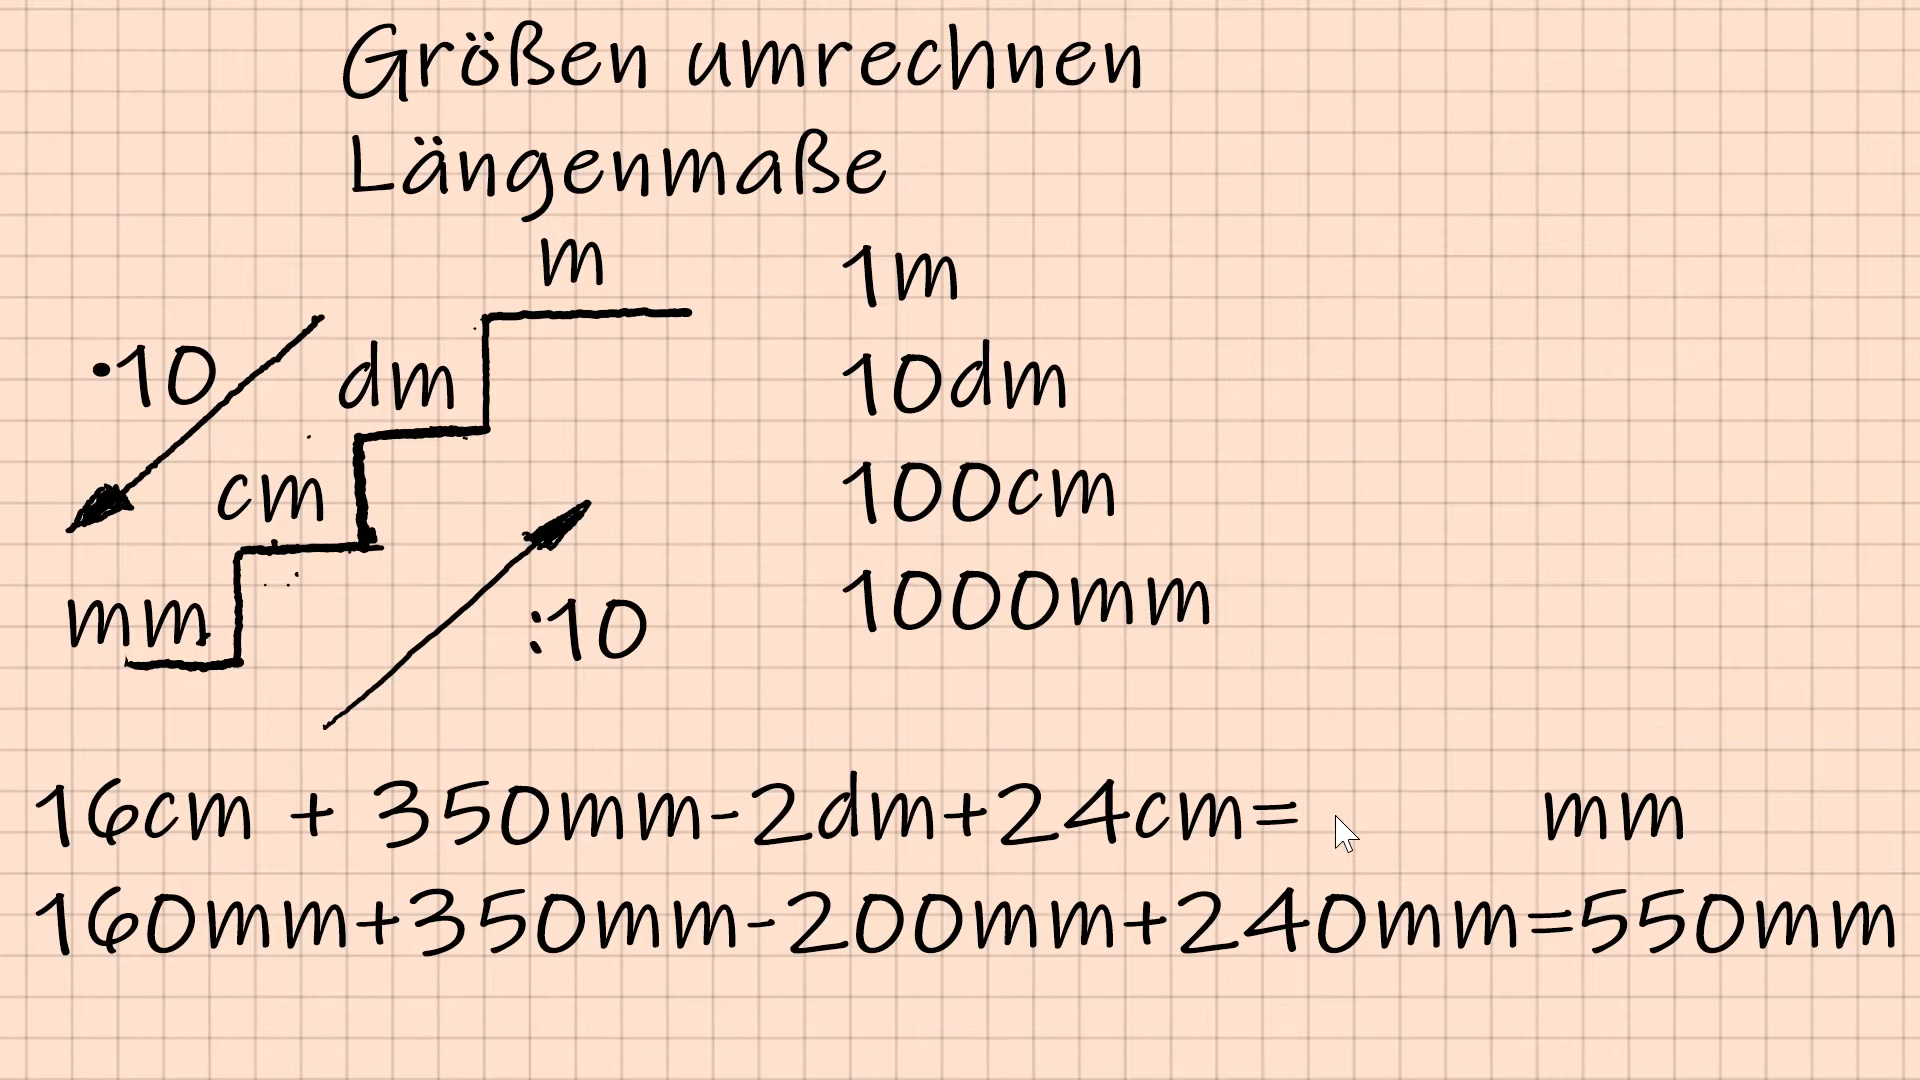 Größen umrechnen
Längenmaße
m
dm
cm
mm
·10
:10
1m
10dm
100cm
1000mm
16cm + 350mm-2dm+24cm= mm
160mm+350mm-200mm+240mm=550mm